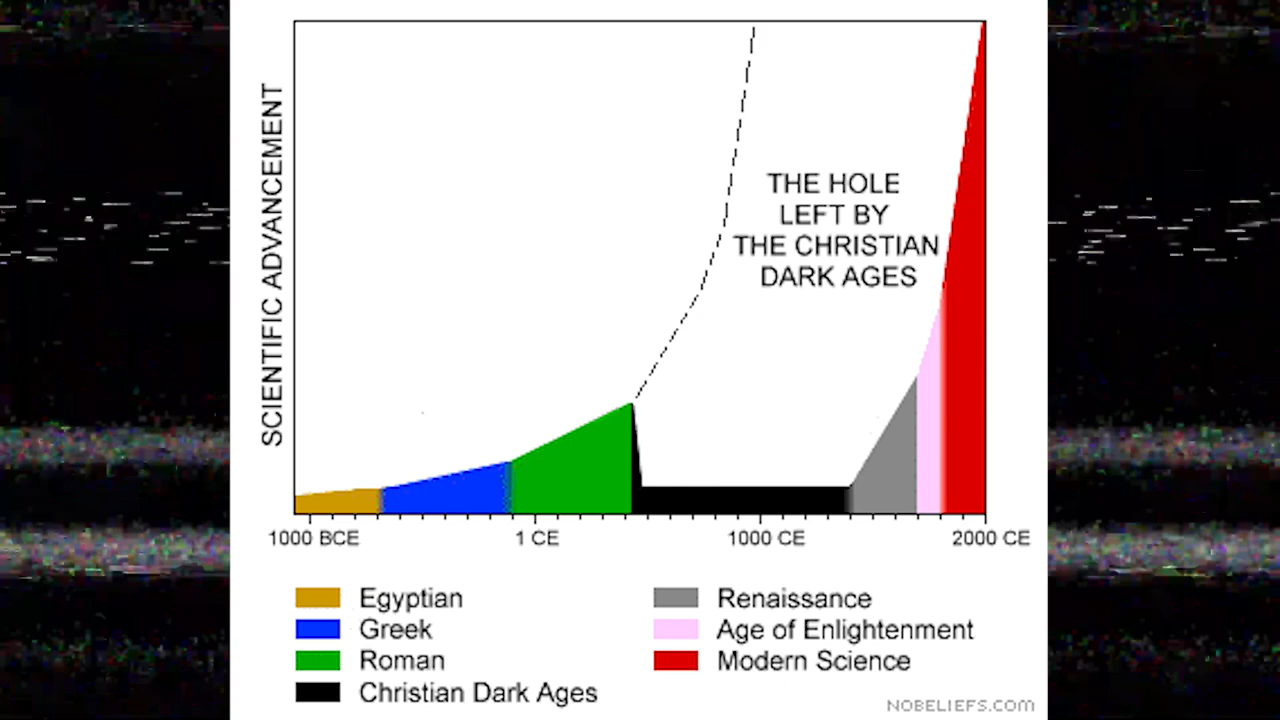 SCIENTIFIC ADVANCEMENT
THE HOLE
LEFT BY
THE CHRISTIAN
DARK AGES
1000 BCE
1 CE
1000 CE
2000 CE
Egyptian
Greek
Roman
Christian Dark Ages
Renaissance
Age of Enlightenment
Modern Science
NOBELIEFS.COM